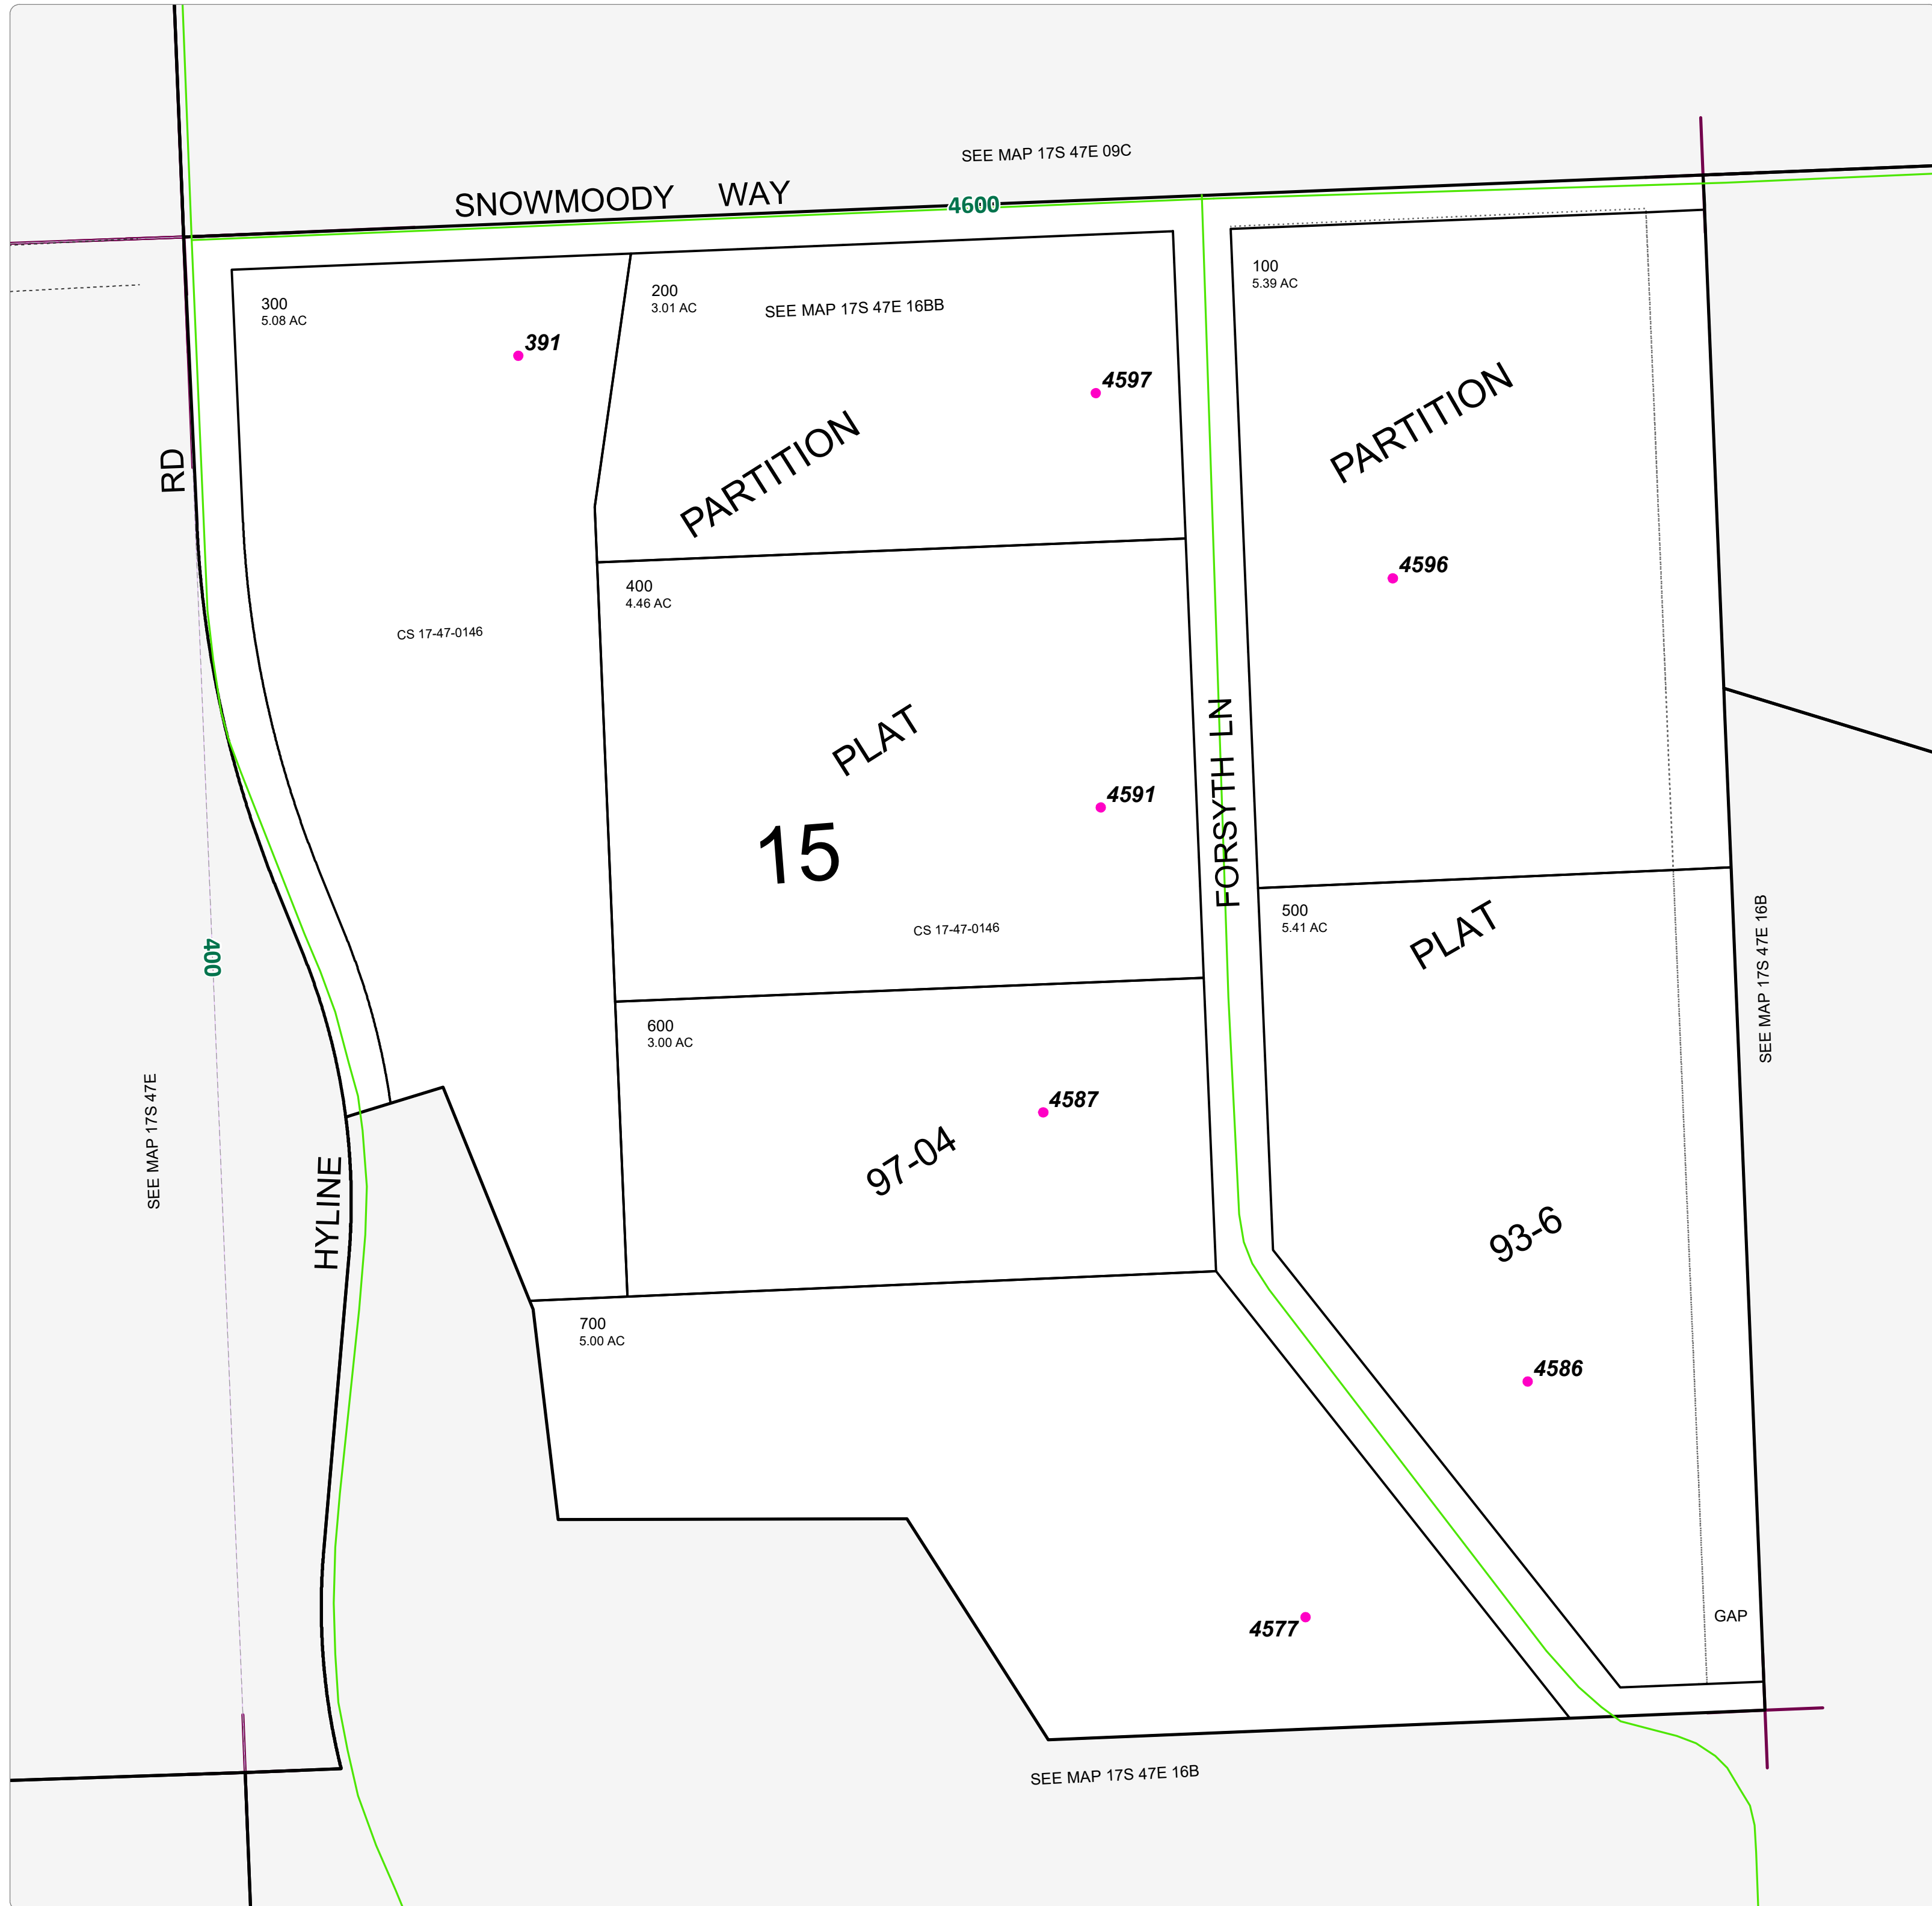 SEE MAP 17S 47E 09C
SNOWMOODY WAY
4600
300
5.08 AC
391
200
3.01 AC
SEE MAP 17S 47E 16BB
4597
100
5.39 AC
PARTITION
PARTITION
RD
4596
400
4.46 AC
CS 17-47-0146
PLAT
4591
15
FORSYTH LN
CS 17-47-0146
500
5.41 AC
PLAT
SEE MAP 17S 47E 16B
400
600
3.00 AC
4587
97-04
SEE MAP 17S 47E
HYLINE
93-6
700
5.00 AC
4586
4577
GAP
SEE MAP 17S 47E 16B